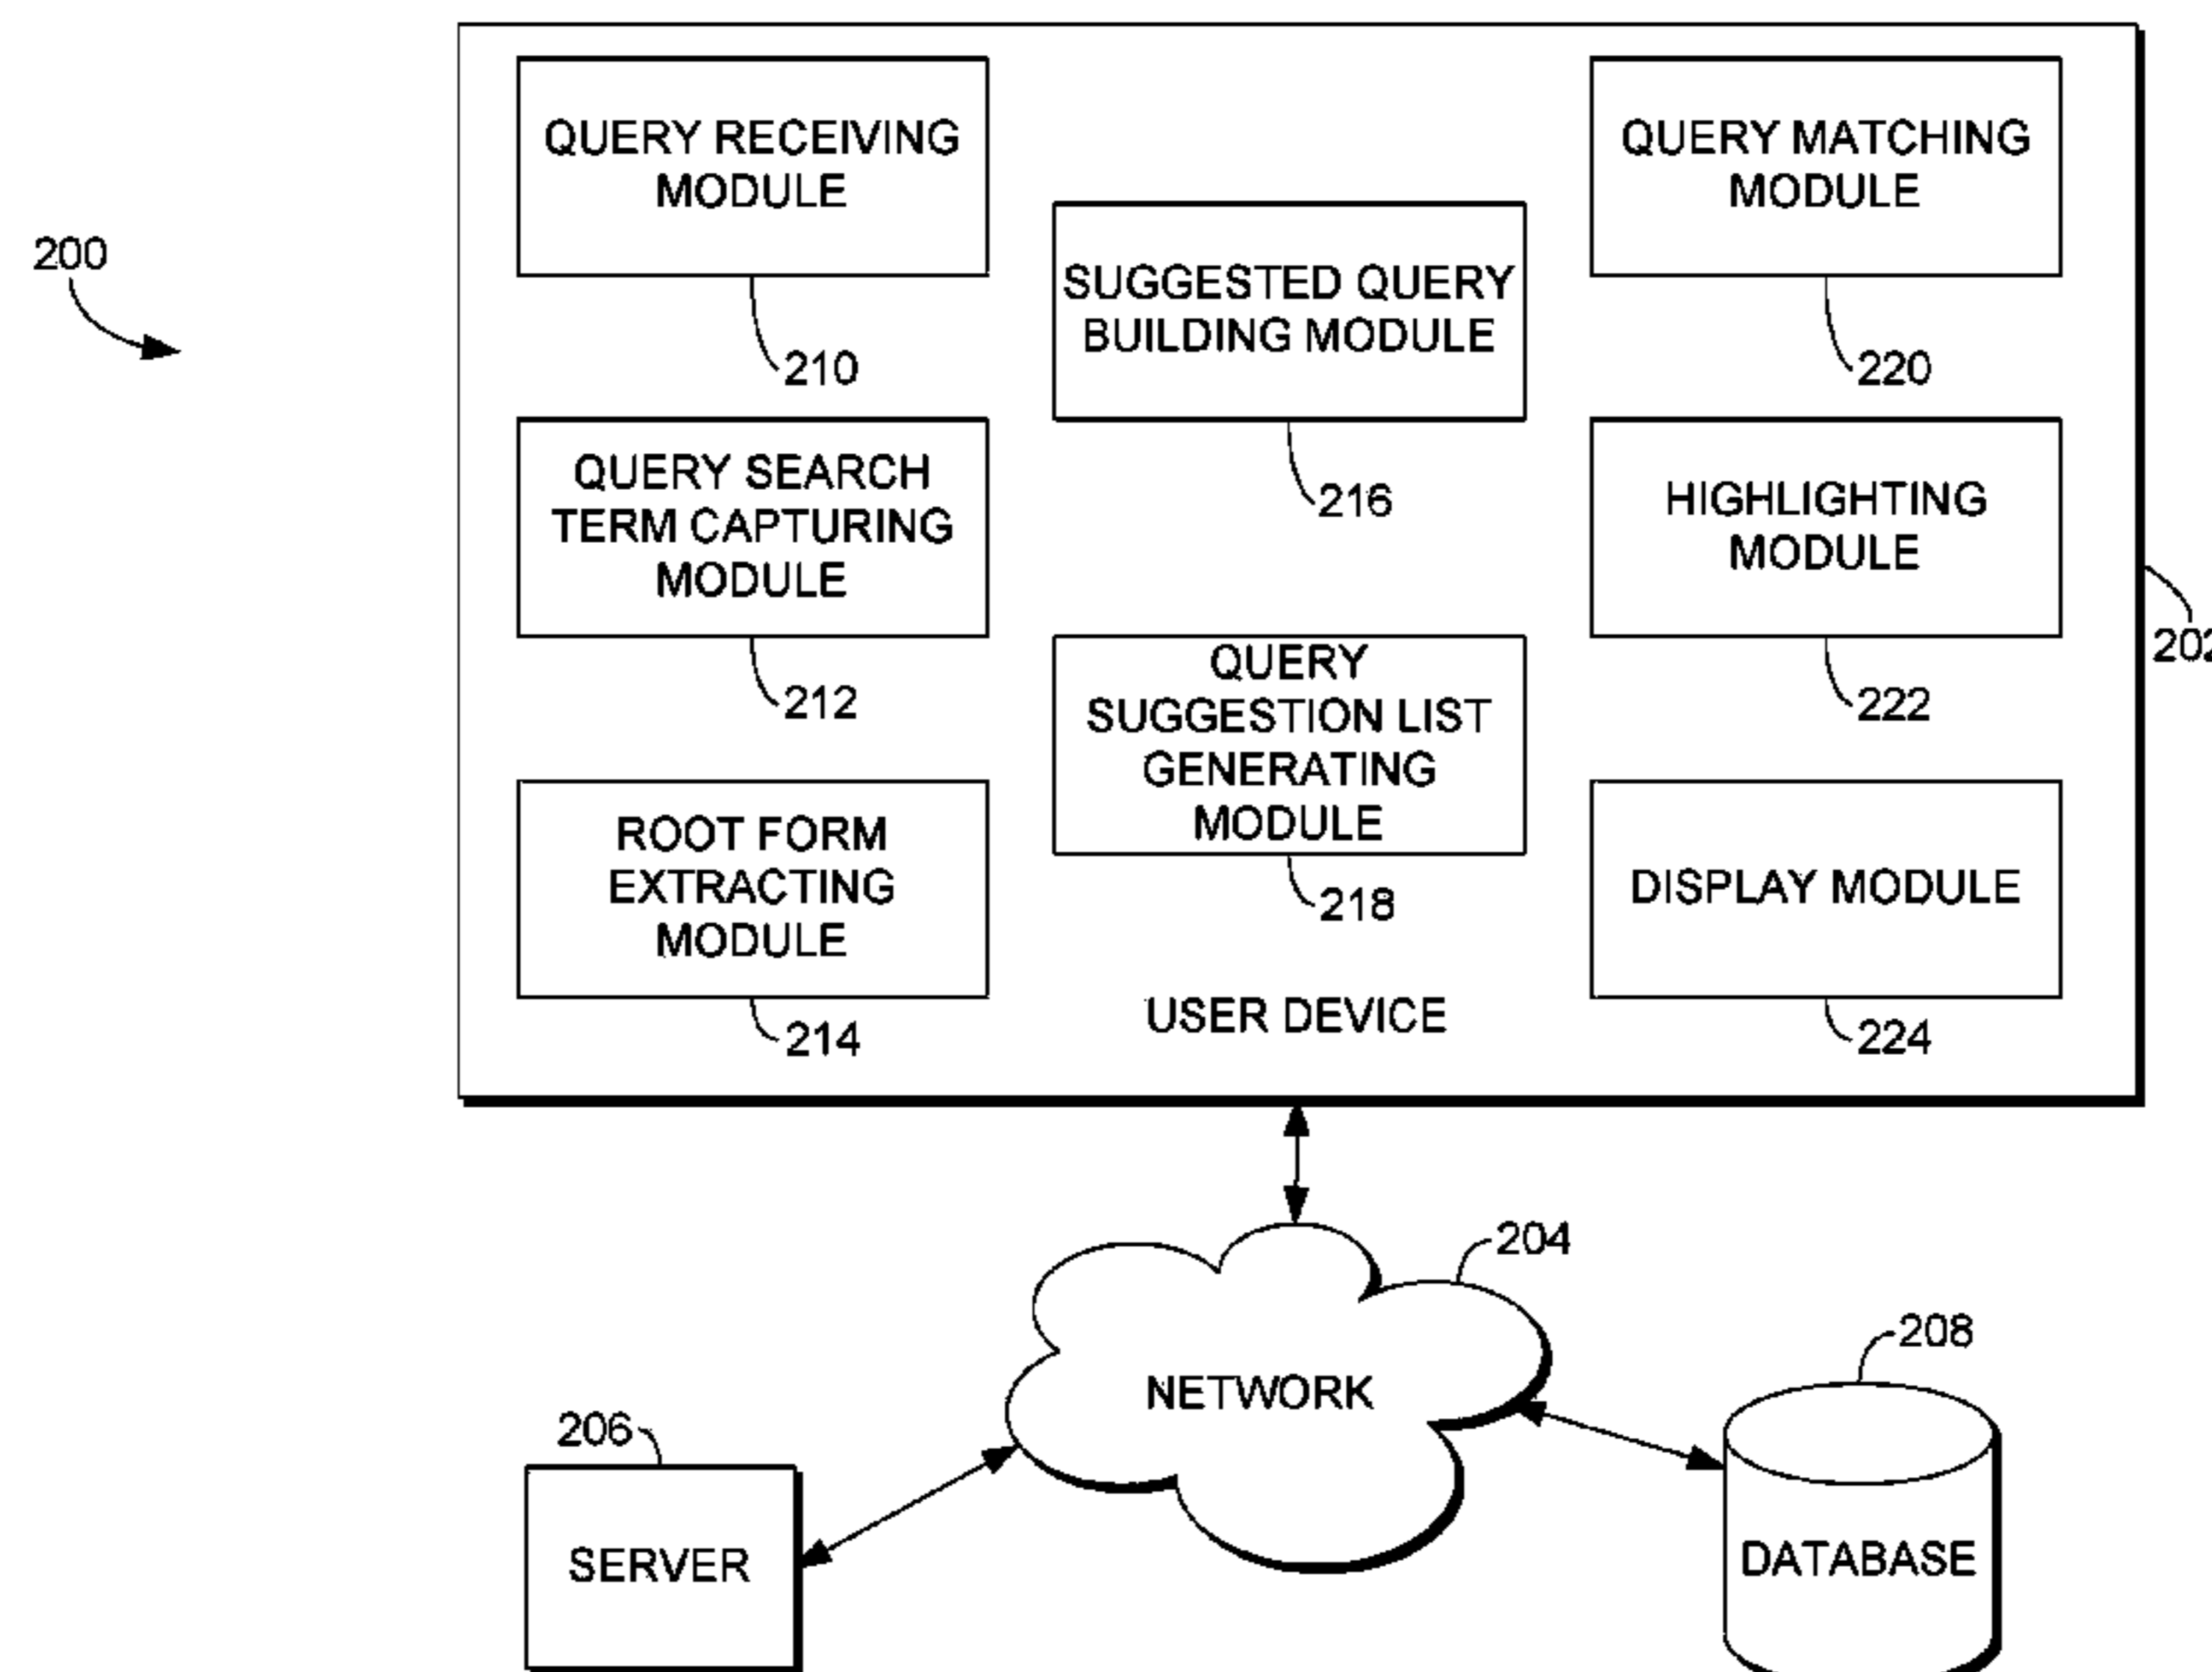 200
QUERY RECEIVING
MODULE
210
QUERY SEARCH
TERM CAPTURING
MODULE
212
ROOT FORM
EXTRACTING
MODULE
214
SUGGESTED QUERY
BUILDING MODULE
216
QUERY
SUGGESTION LIST
GENERATING
MODULE
218
USER DEVICE
QUERY MATCHING
MODULE
220
HIGHLIGHTING
MODULE
222
DISPLAY MODULE
224
202
204
NETWORK
206
SERVER
208
DATABASE